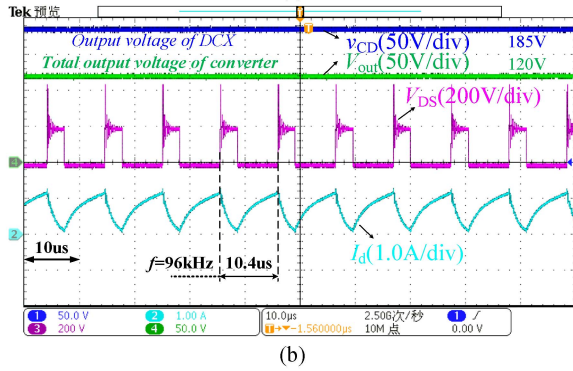 Tek 预览
Output voltage of DCX
vCD(50V/div) 185V
Total output voltage of converter
Vout(50V/div) 120V
VDS(200V/div)
Id(1.0A/div)
10us
f=96kHz
10.4us
T
4
2
1 50.0 V 2 1.00 A
3 200 V 4 50.0 V
10.0μs 2.50G次/秒
T→▼-1.560000μs 10M 点
1 0.00 V
(b)